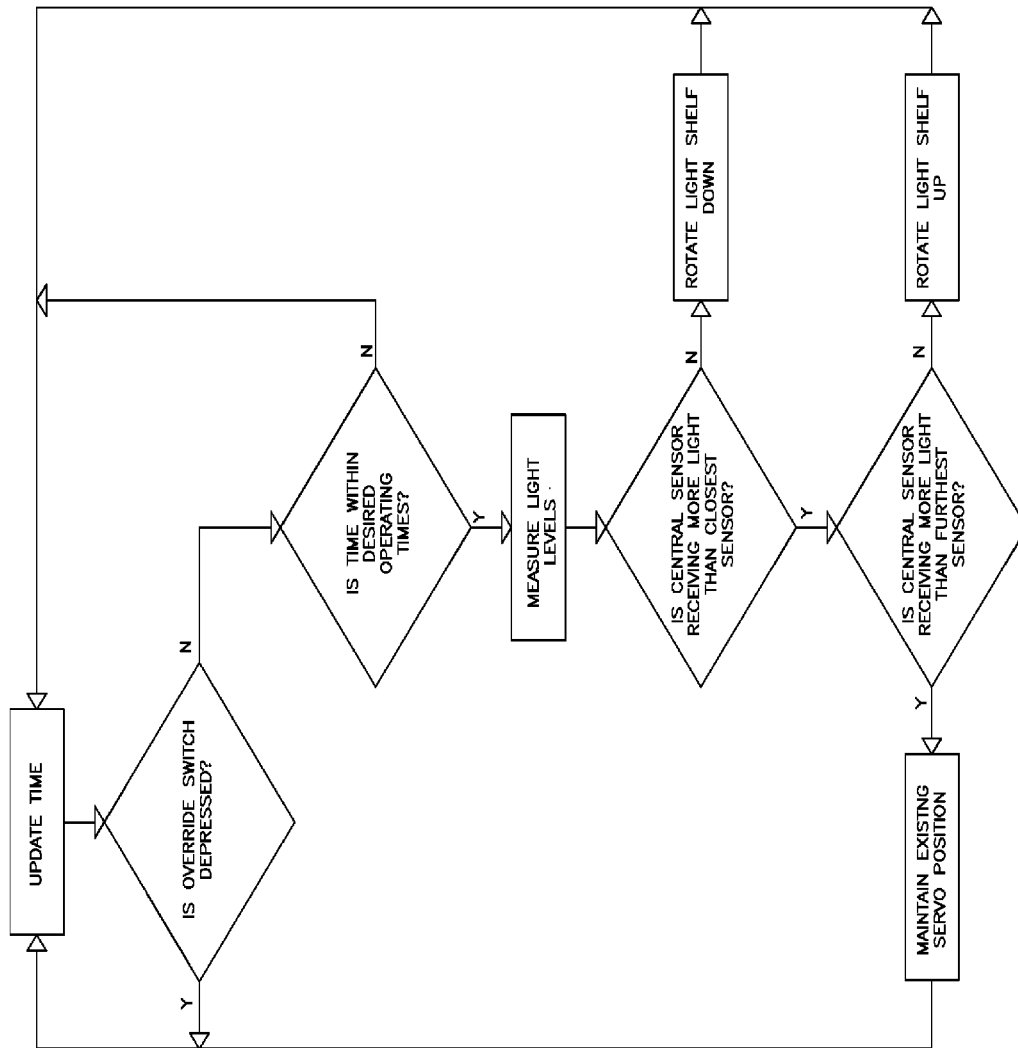 UPDATE TIME
IS OVERRIDE SWITCH
DEPRESSED?
Y
N
IS TIME WITHIN
DESIRED
OPERATING
TIMES?
N
Y
MEASURE LIGHT
LEVELS
IS CENTRAL SENSOR
RECEIVING MORE LIGHT
THAN CLOSEST
SENSOR?
N
Y
ROTATE LIGHT SHELF
DOWN
IS CENTRAL SENSOR
RECEIVING MORE LIGHT
THAN FURTHEST
SENSOR?
N
Y
ROTATE LIGHT SHELF
UP
MAINTAIN EXISTNG
SERVO POSITION